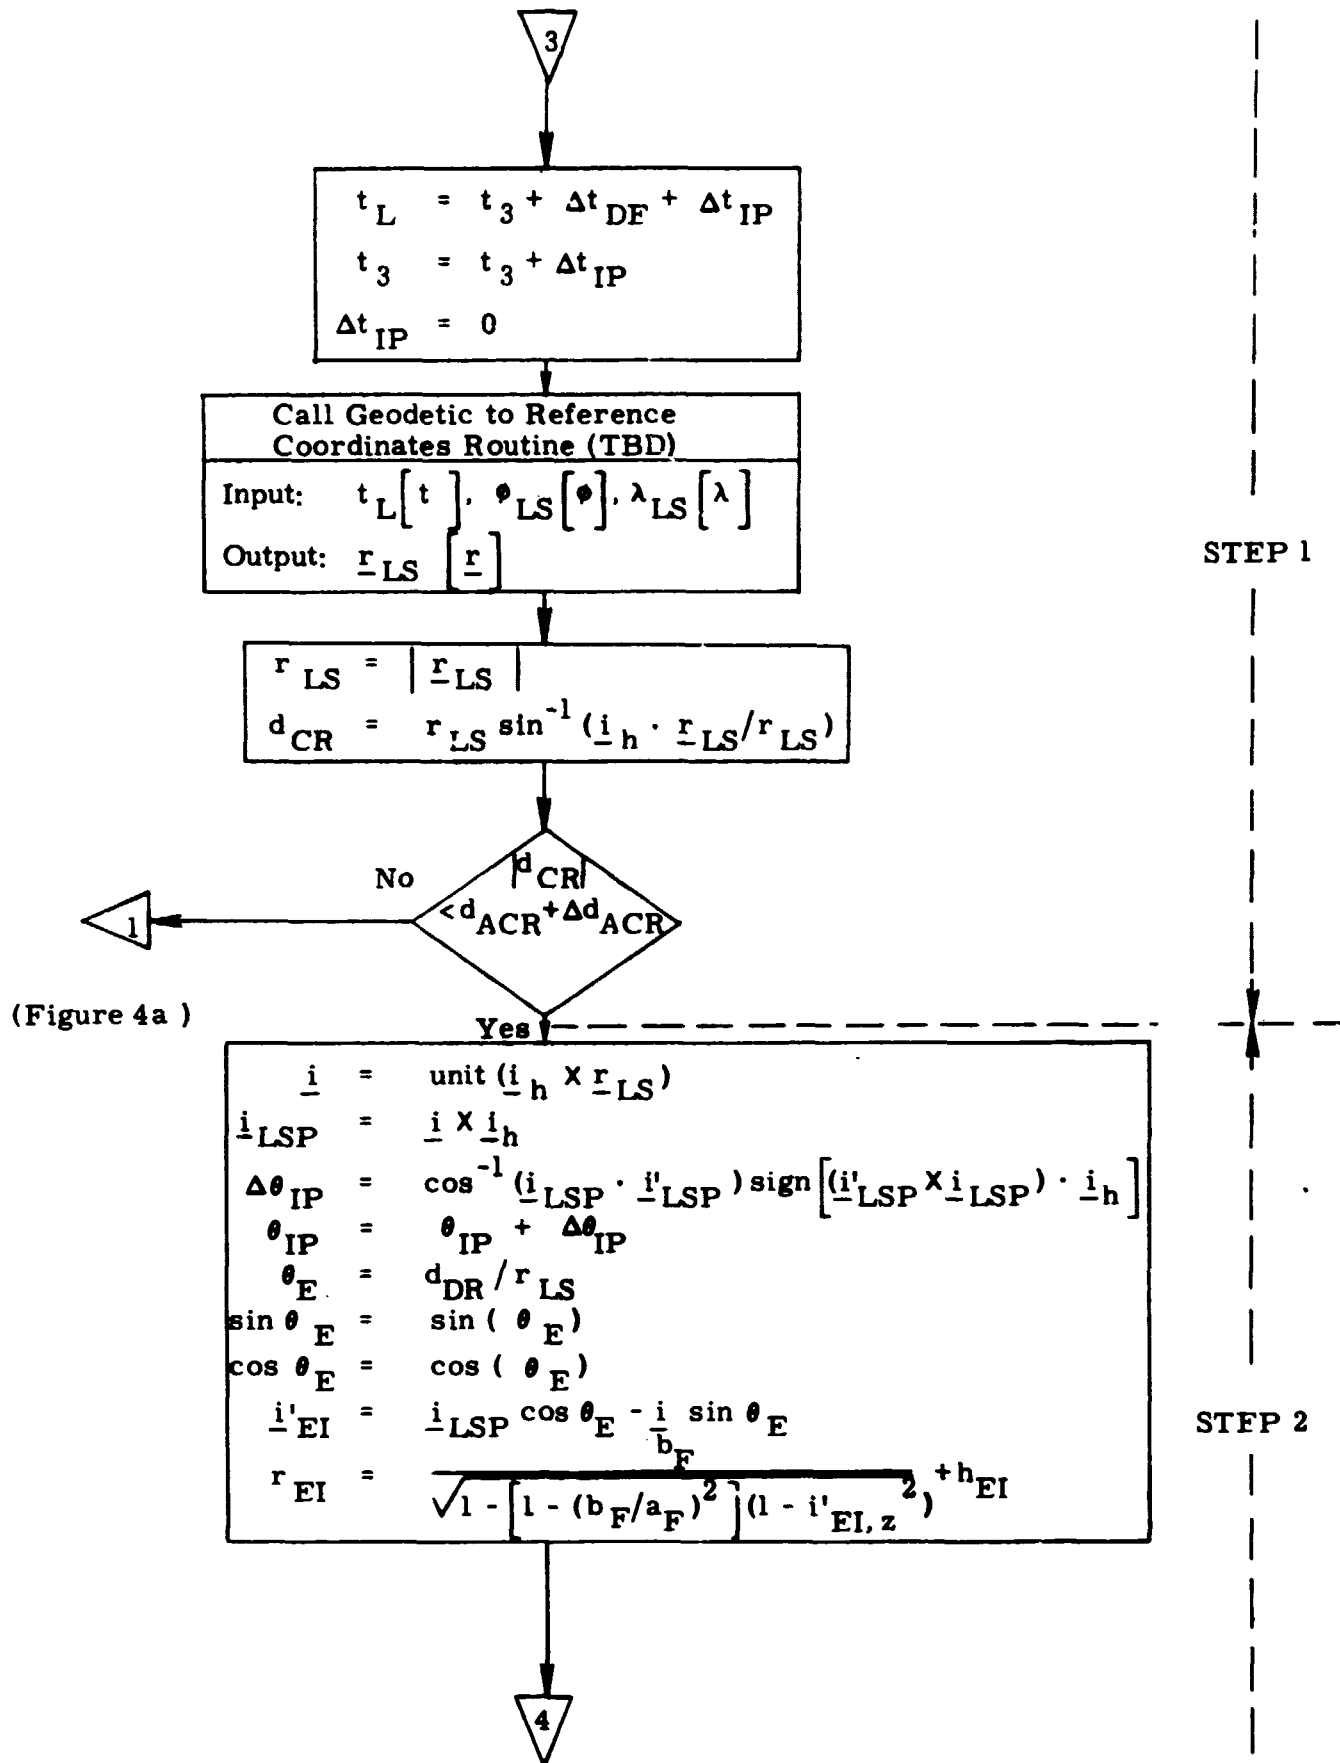 3
t_L = t_3 + Δt_DF + Δt_IP
t_3 = t_3 + Δt_IP
Δt_IP = 0
Call Geodetic to Reference
Coordinates Routine (TBD)
Input: t_L [t], ϕ_LS [ϕ], λ_LS [λ]
Output: r_LS [r]
STEP 1
r_LS = |r_LS|
d_CR = r_LS sin^-1 (i_h · r_LS/r_LS)
|d_CR|
No
<d_ACR + Δd_ACR
1
(Figure 4a )
Yes
i = unit (i_h X r_LS)
i_LSP = i X i_h
Δθ_IP = cos^-1 (i_LSP · i'_LSP) sign [(i'_LSP X i_LSP) · i_h]
θ_IP = θ_IP + Δθ_IP
θ_E = d_DR / r_LS
sin θ_E = sin ( θ_E)
cos θ_E = cos ( θ_E)
i'_EI = i_LSP cos θ_E - i sin θ_E
STEP 2
r_EI = b_F / √(1 - [1 - (b_F/a_F)^2] (1 - i'_EI, z^2)) + h_EI
4